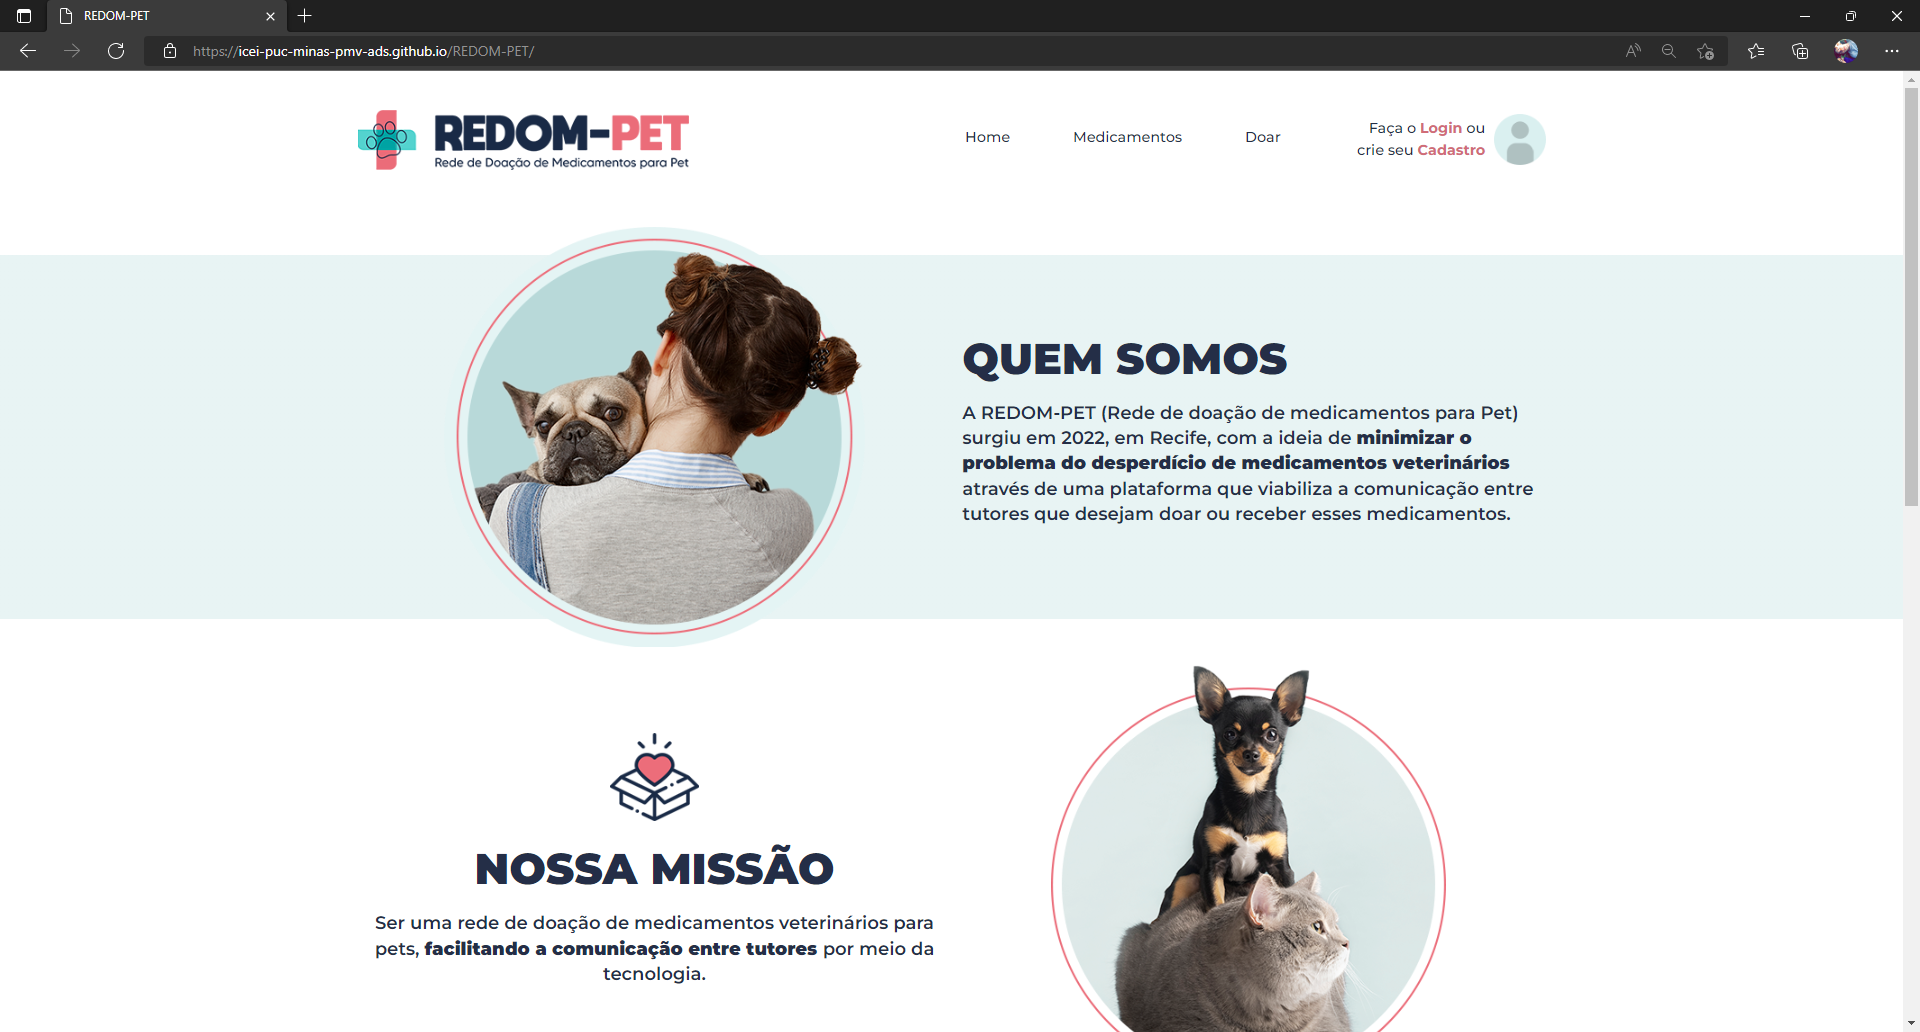 REDOM-PET
https://icei-puc-minas-pmv-ads.github.io/REDOM-PET/
REDOM-PET
Rede de Doação de Medicamentos para Pet
Home
Medicamentos
Doar
Faça o Login ou
crie seu Cadastro
QUEM SOMOS
A REDOM-PET (Rede de doação de medicamentos para Pet)
surgiu em 2022, em Recife, com a ideia de minimizar o
problema do desperdício de medicamentos veterinários
através de uma plataforma que viabiliza a comunicação entre
tutores que desejam doar ou receber esses medicamentos.
NOSSA MISSÃO
Ser uma rede de doação de medicamentos veterinários para
pets, facilitando a comunicação entre tutores por meio da
tecnologia.